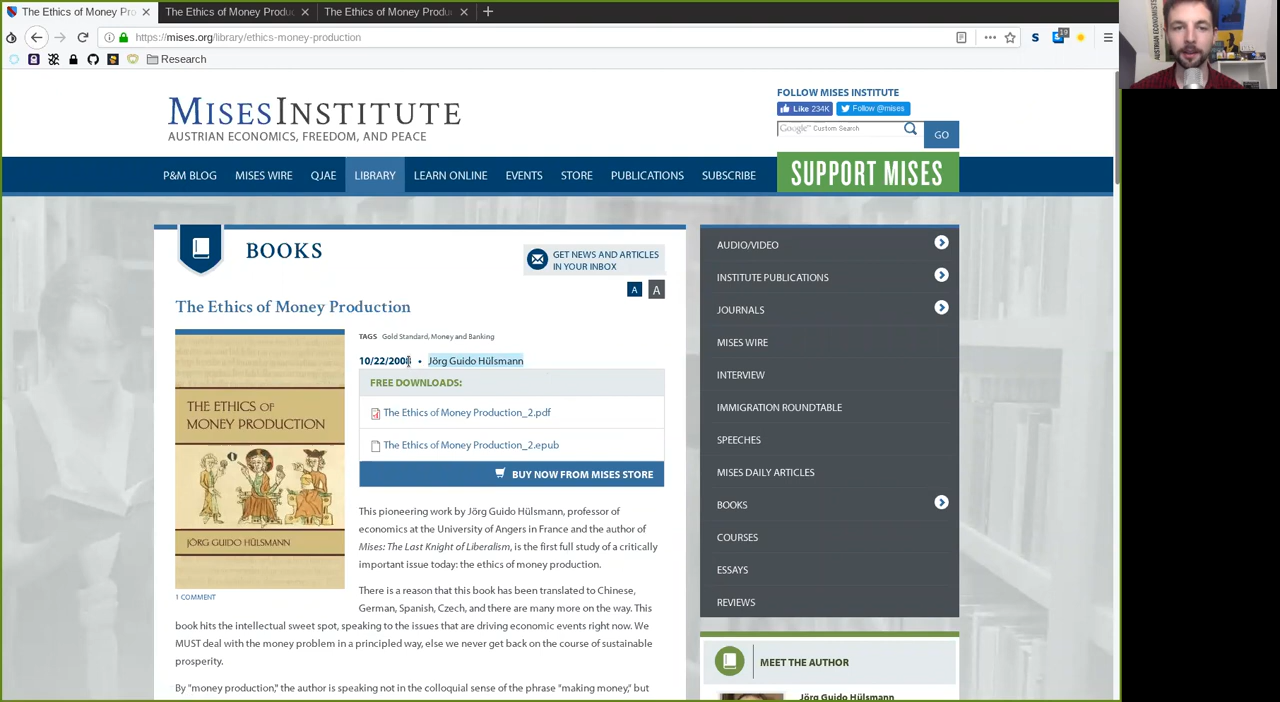 The Ethics of Money Pro
The Ethics of Money Produc
The Ethics of Money Produc
https://mises.org/library/ethics-money-production
19
Research
MISESINSTITUTE
AUSTRIAN ECONOMICS, FREEDOM, AND PEACE
FOLLOW MISES INSTITUTE
Like 234K
Follow @mises
Google™ Custom Search
GO
SUPPORT MISES
P&M BLOG
MISES WIRE
QJAE
LIBRARY
LEARN ONLINE
EVENTS
STORE
PUBLICATIONS
SUBSCRIBE
BOOKS
GET NEWS AND ARTICLES
IN YOUR INBOX
A
A
The Ethics of Money Production
TAGS Gold Standard, Money and Banking
10/22/2008 • Jörg Guido Hülsmann
FREE DOWNLOADS:
The Ethics of Money Production_2.pdf
The Ethics of Money Production_2.epub
BUY NOW FROM MISES STORE
THE ETHICS OF
MONEY PRODUCTION
JÖRG GUIDO HÜLSMANN
1 COMMENT
This pioneering work by Jörg Guido Hülsmann, professor of
economics at the University of Angers in France and the author of
Mises: The Last Knight of Liberalism, is the first full study of a critically
important issue today: the ethics of money production.
There is a reason that this book has been translated to Chinese,
German, Spanish, Czech, and there are many more on the way. This
book hits the intellectual sweet spot, speaking to the issues that are driving economic events right now. We
MUST deal with the money problem in a principled way, else we never get back on the course of sustainable
prosperity.
By "money production," the author is speaking not in the colloquial sense of the phrase "making money," but
AUDIO/VIDEO
INSTITUTE PUBLICATIONS
JOURNALS
MISES WIRE
INTERVIEW
IMMIGRATION ROUNDTABLE
SPEECHES
MISES DAILY ARTICLES
BOOKS
COURSES
ESSAYS
REVIEWS
MEET THE AUTHOR
Jörg Guido Hülsmann
AUSTRIAN ECONOMISTS